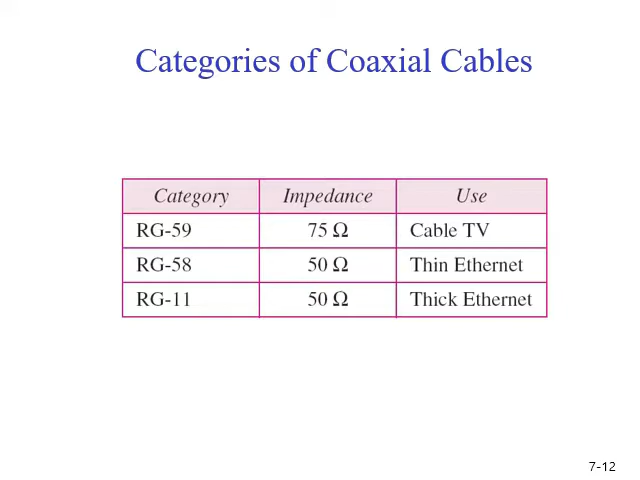 Categories of Coaxial Cables
Category Impedance Use
RG-59 75 Ω Cable TV
RG-58 50 Ω Thin Ethernet
RG-11 50 Ω Thick Ethernet
7-12